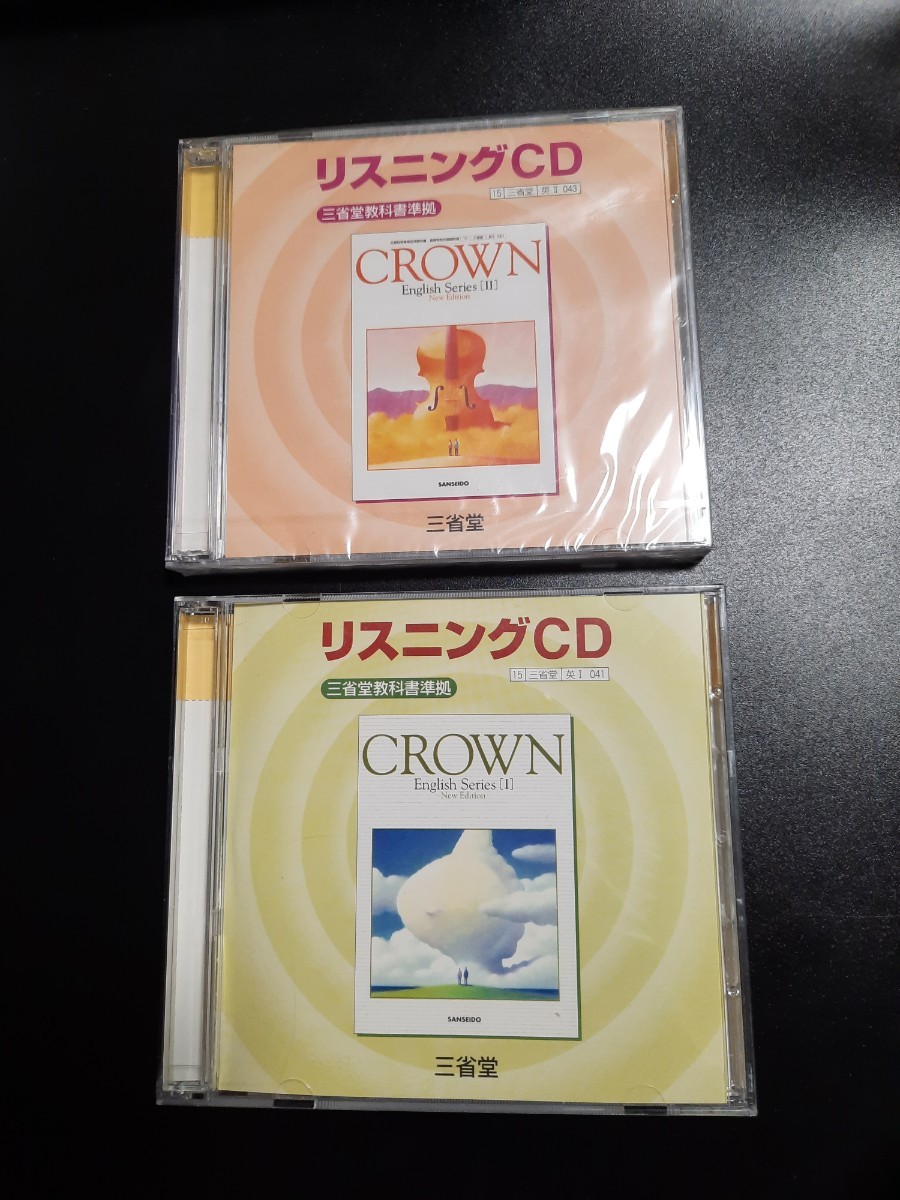 リスニングCD
15 三省堂 英Ⅱ 043
三省堂教科書準拠
CROWN
English Series [II]
New Edition
SANSEIDO
三省堂
リスニングCD
15 三省堂 英Ⅰ 041
三省堂教科書準拠
CROWN
English Series [I]
New Edition
SANSEIDO
三省堂